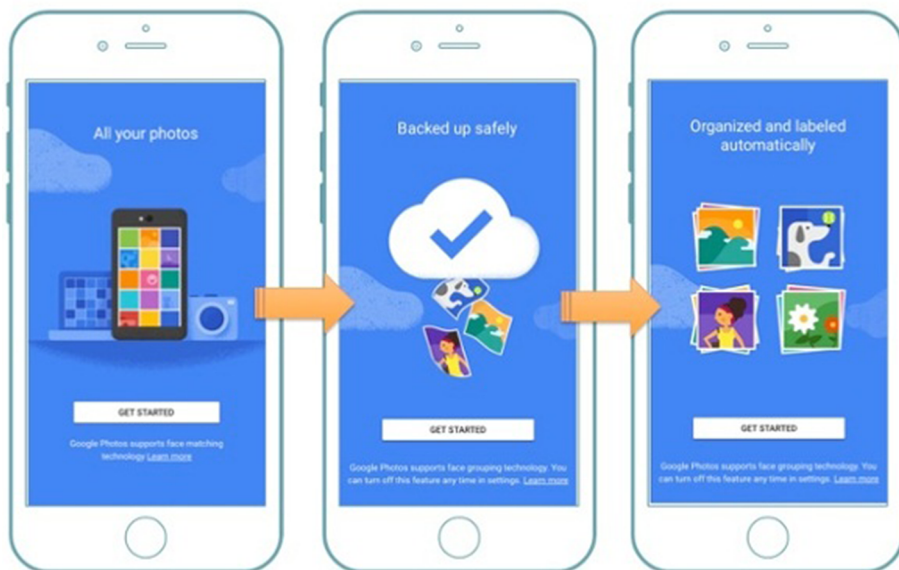 All your photos
GET STARTED
Google Photos supports face matching
technology Learn more
Backed up safely
GET STARTED
Google Photos supports face grouping technology. You
can turn off this feature any time in settings. Learn more
Organized and labeled
automatically
GET STARTED
Google Photos supports face grouping technology. You
can turn off this feature any time in settings. Learn more